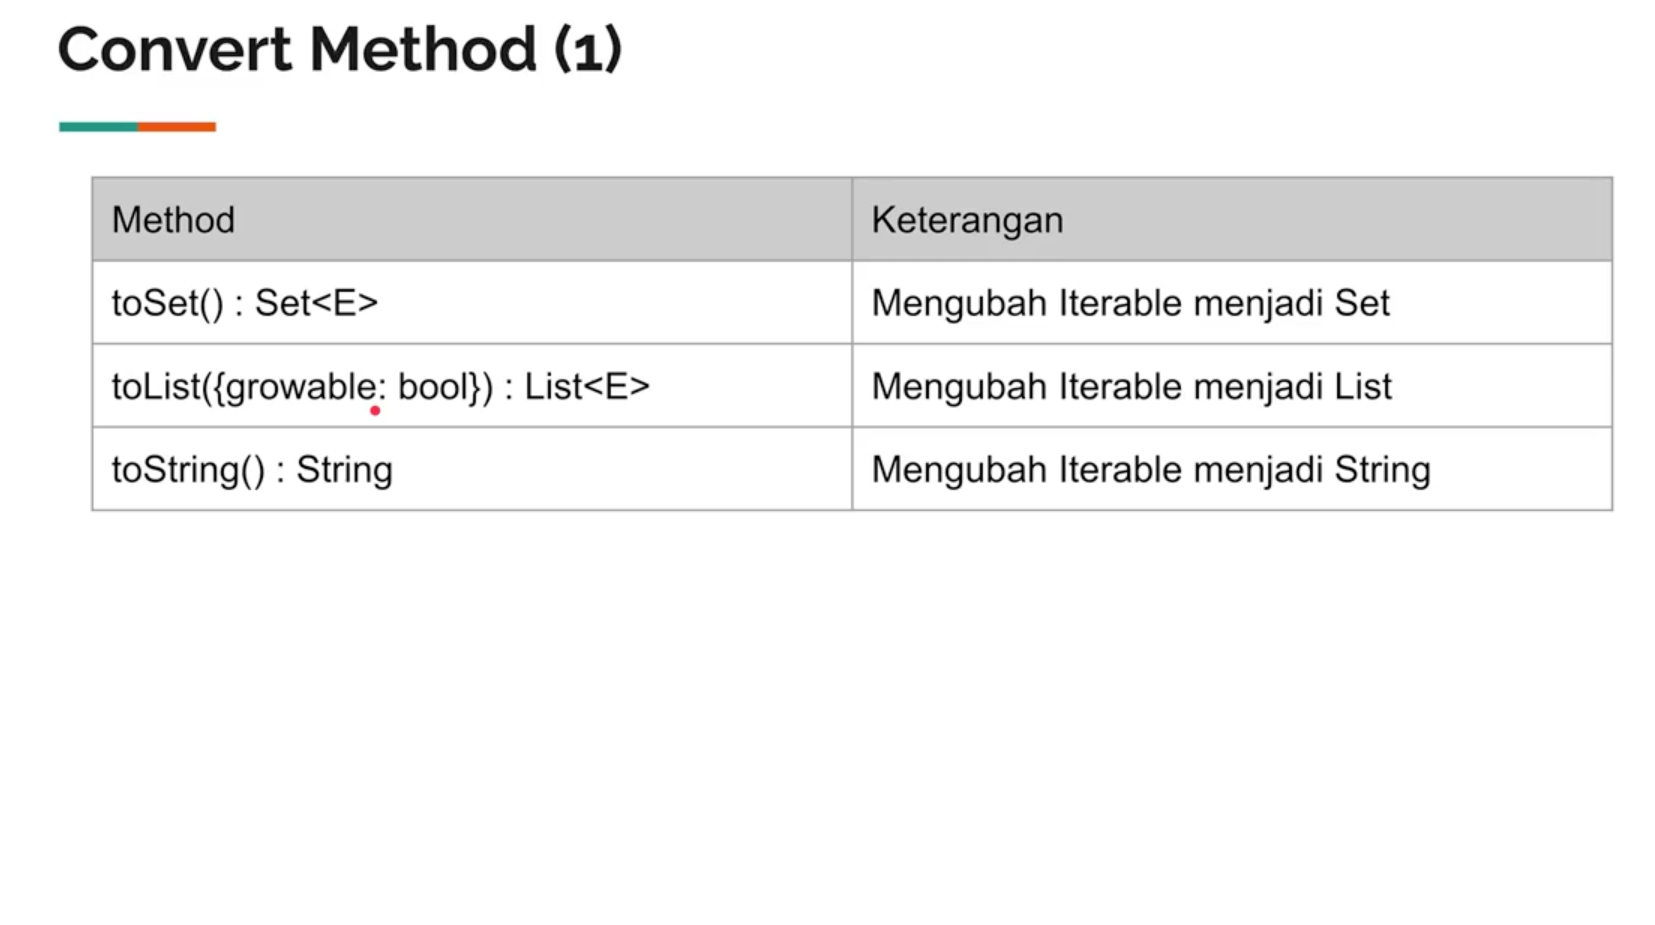 Convert Method (1)
Method Keterangan
toSet() : Set<E> Mengubah Iterable menjadi Set
toList({growable: bool}) : List<E> Mengubah Iterable menjadi List
toString() : String Mengubah Iterable menjadi String